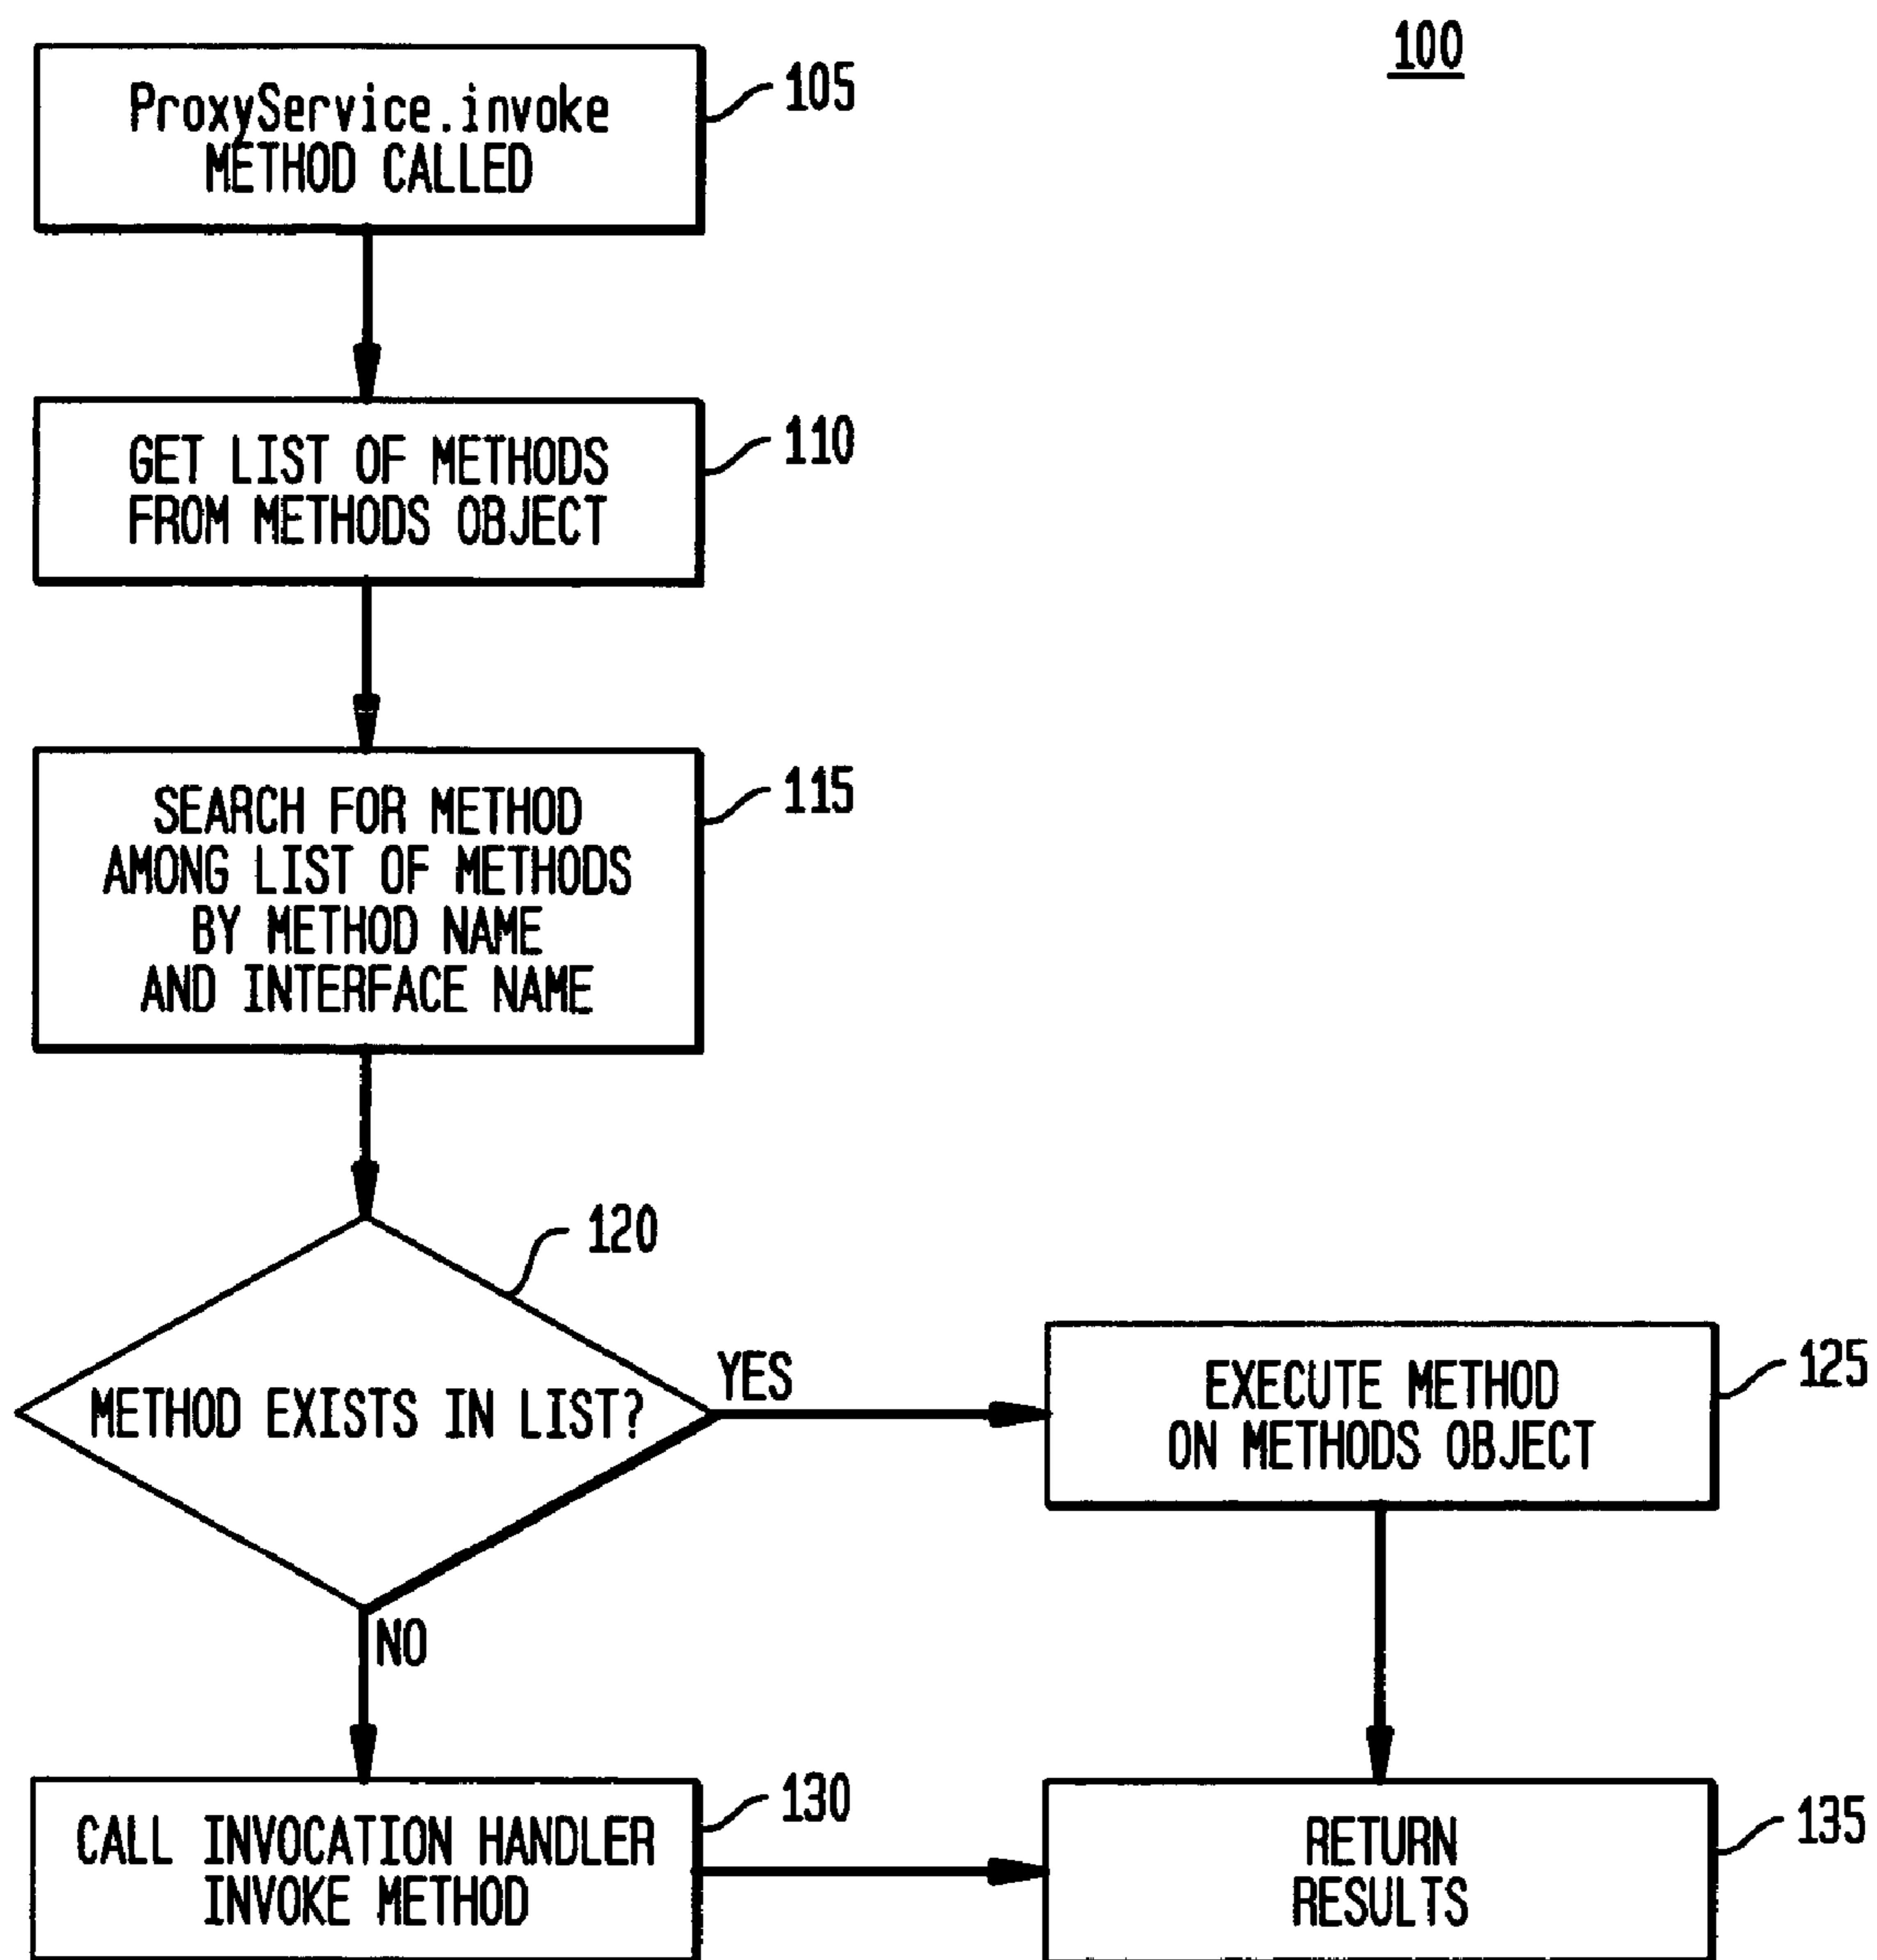 100
ProxyService.invoke
METHOD CALLED
105
GET LIST OF METHODS
FROM METHODS OBJECT
110
SEARCH FOR METHOD
AMONG LIST OF METHODS
BY METHOD NAME
AND INTERFACE NAME
115
120
METHOD EXISTS IN LIST?
YES
EXECUTE METHOD
ON METHODS OBJECT
125
NO
CALL INVOCATION HANDLER
INVOKE METHOD
130
RETURN
RESULTS
135